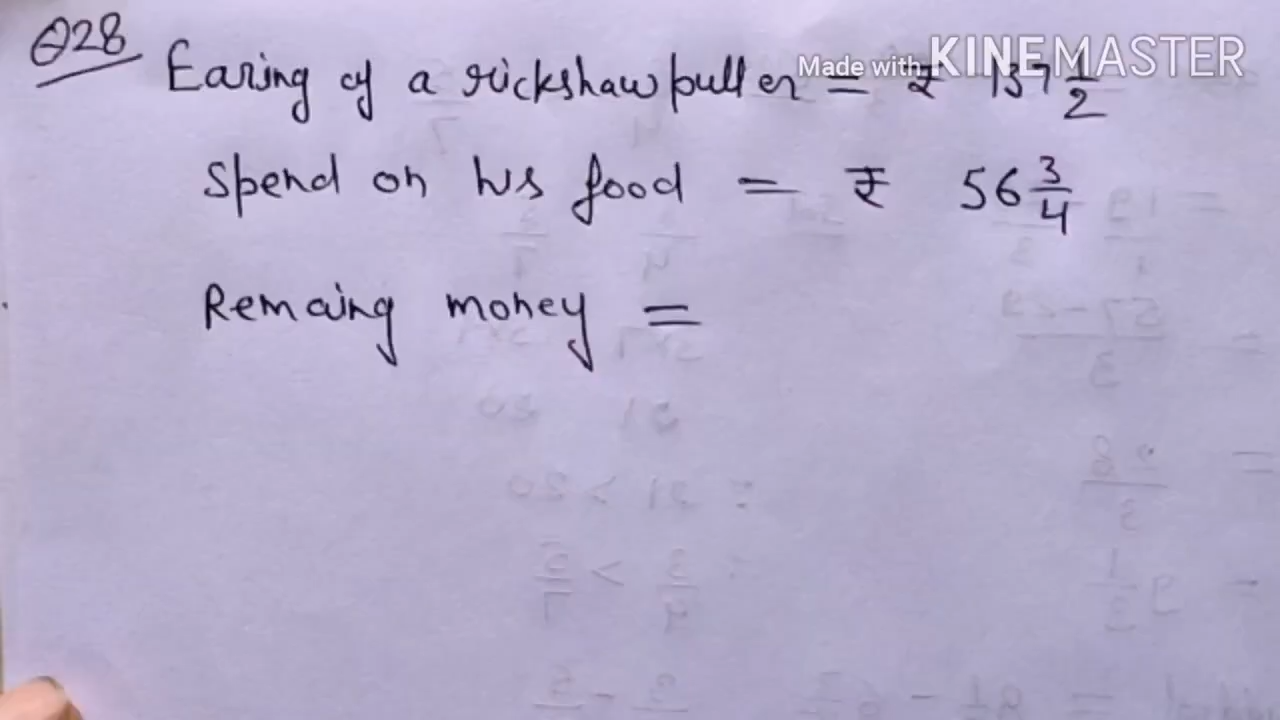 Q28
Earing of a rickshaw puller = ₹ 137 1/2
Made with KINEMASTER
Spend on his food = ₹ 56 3/4
Remaing money =